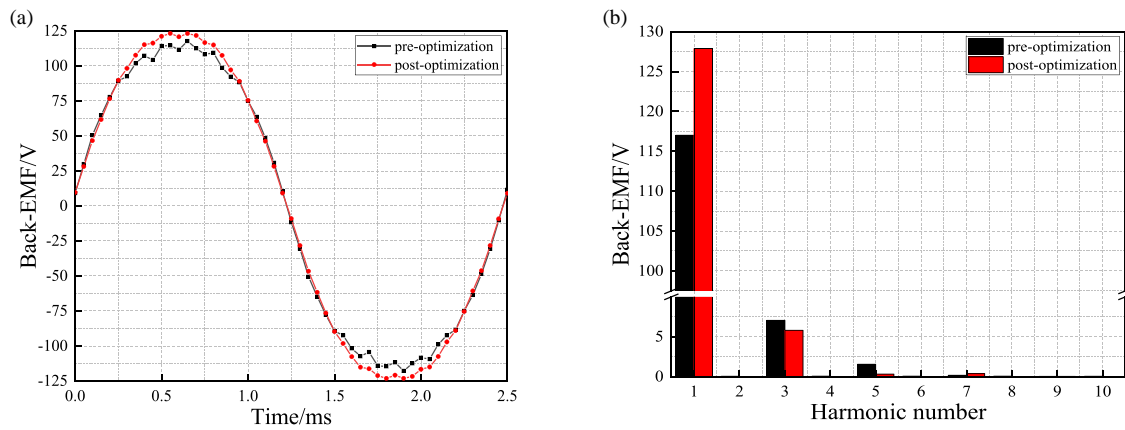 (a)
125
100
75
50
25
0
-25
-50
-75
-100
-125
Back-EMF/V
pre-optimization
post-optimization
0.0 0.5 1.0 1.5 2.0 2.5
Time/ms
(b)
130
125
120
115
110
105
100
5
0
Back-EMF/V
pre-optimization
post-optimization
1 2 3 4 5 6 7 8 9 10
Harmonic number